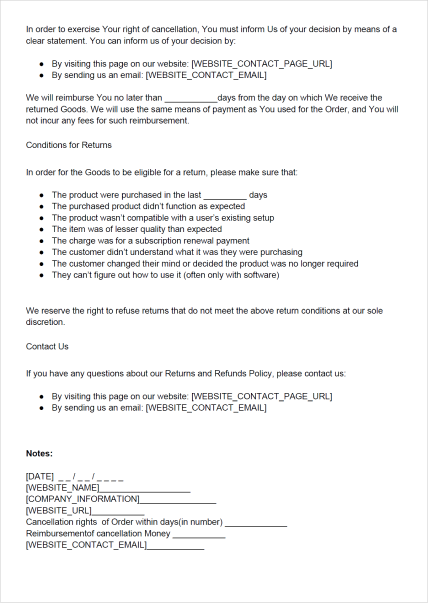 In order to exercise Your right of cancellation, You must inform Us of your decision by means of a
clear statement. You can inform us of your decision by:
● By visiting this page on our website: [WEBSITE_CONTACT_PAGE_URL]
● By sending us an email: [WEBSITE_CONTACT_EMAIL]
We will reimburse You no later than ____________days from the day on which We receive the
returned Goods. We will use the same means of payment as You used for the Order, and You will
not incur any fees for such reimbursement.
Conditions for Returns
In order for the Goods to be eligible for a return, please make sure that:
● The product were purchased in the last __________ days
● The purchased product didn't function as expected
● The product wasn't compatible with a user's existing setup
● The item was of lesser quality than expected
● The charge was for a subscription renewal payment
● The customer didn't understand what it was they were purchasing
● The customer changed their mind or decided the product was no longer required
● They can't figure out how to use it (often only with software)
We reserve the right to refuse returns that do not meet the above return conditions at our sole
discretion.
Contact Us
If you have any questions about our Returns and Refunds Policy, please contact us:
● By visiting this page on our website: [WEBSITE_CONTACT_PAGE_URL]
● By sending us an email: [WEBSITE_CONTACT_EMAIL]
Notes:
[DATE] _ _ / _ _ / _ _ _ _
[WEBSITE_NAME]_____________________
[COMPANY_INFORMATION]__________________
[WEBSITE_URL]____________
Cancellation rights of Order within days(in number) ______________
Reimbursementof cancellation Money ____________
[WEBSITE_CONTACT_EMAIL]_____________